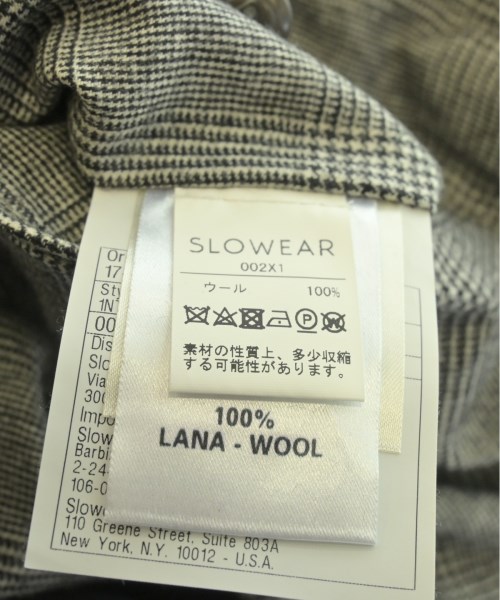 SLOWEAR
002X1
ウール 100%
素材の性質上、多少収縮
する可能性があります。
100%
LANA - WOOL
Or
17
Sty
00
Dis
Slo
Via
300
Impo
Slow
Barbi
2-24
106-0
Slowe
110 Greene Street, Suite 803A
New York, N.Y. 10012 - U.S.A.